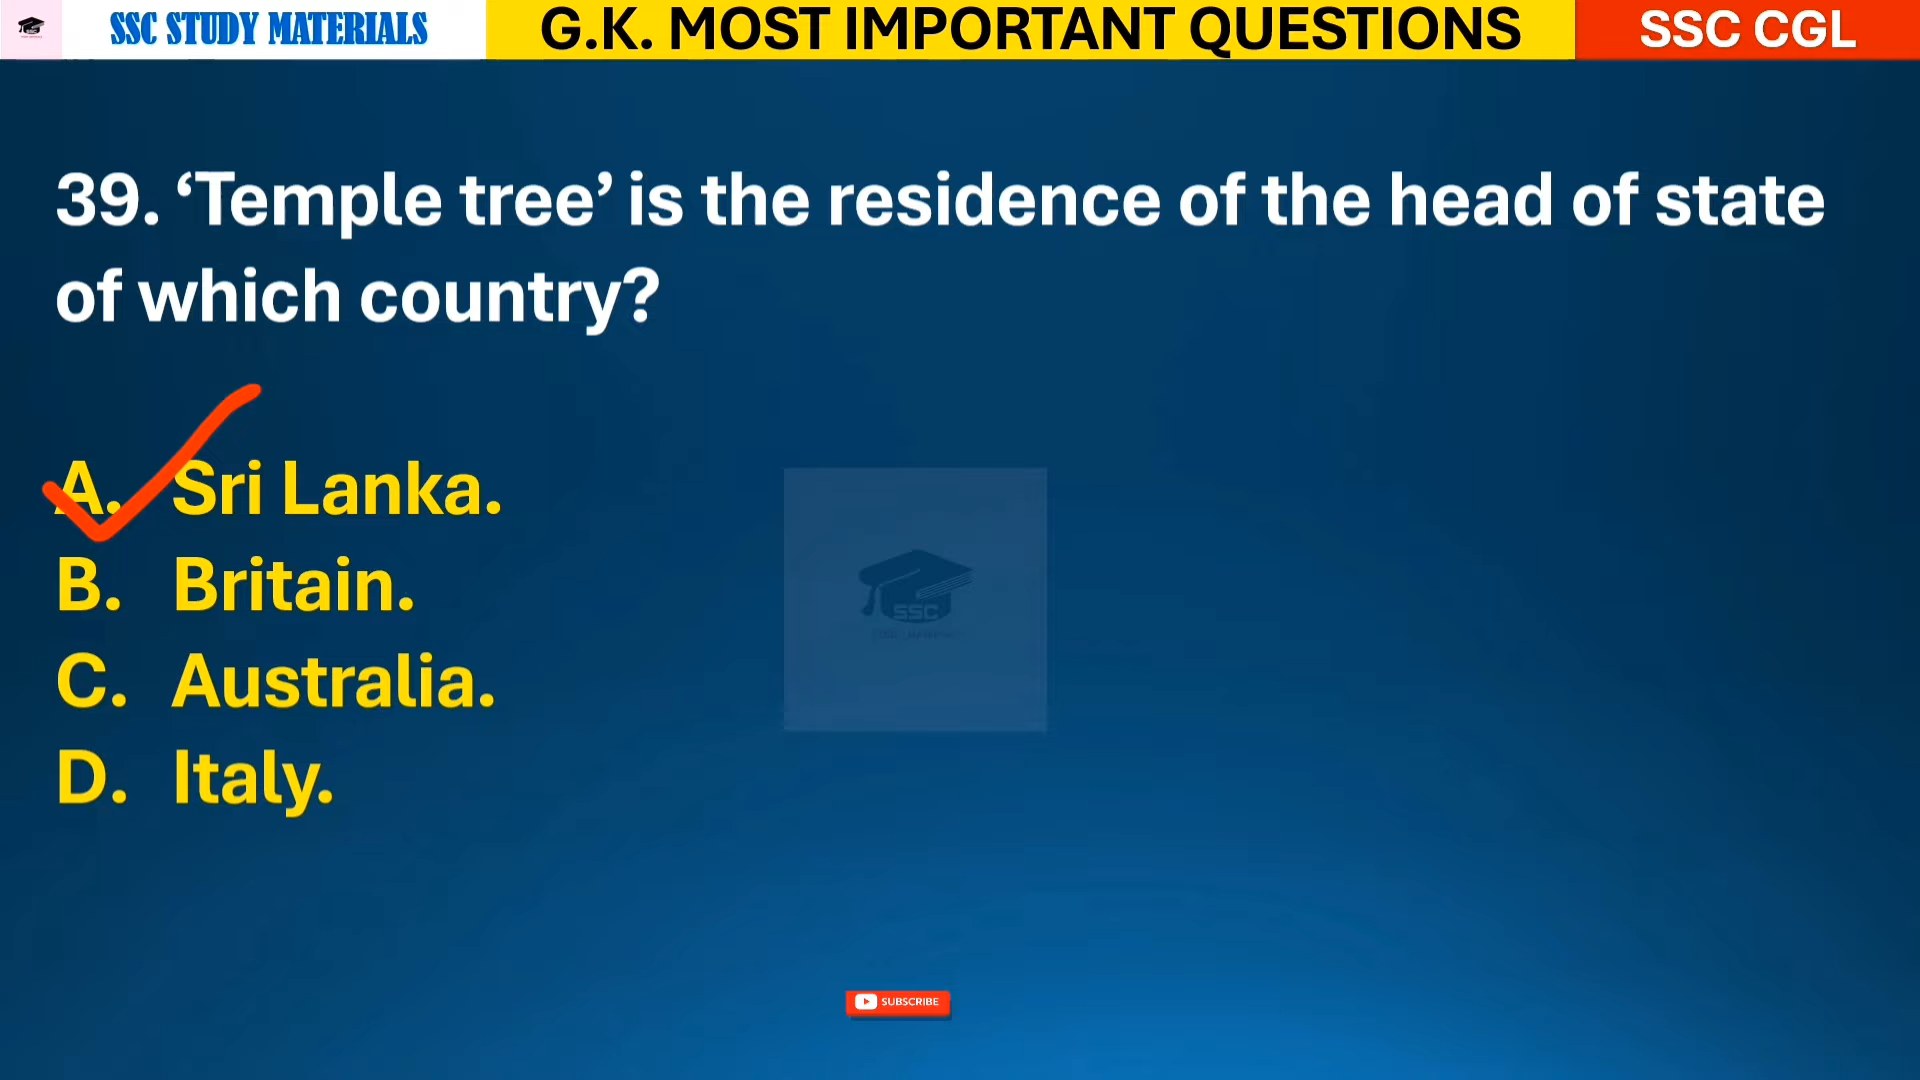 SSC STUDY MATERIALS
G.K. MOST IMPORTANT QUESTIONS
SSC CGL
39. ‘Temple tree’ is the residence of the head of state
of which country?
A. Sri Lanka.
B. Britain.
C. Australia.
D. Italy.
SSC
SUBSCRIBE